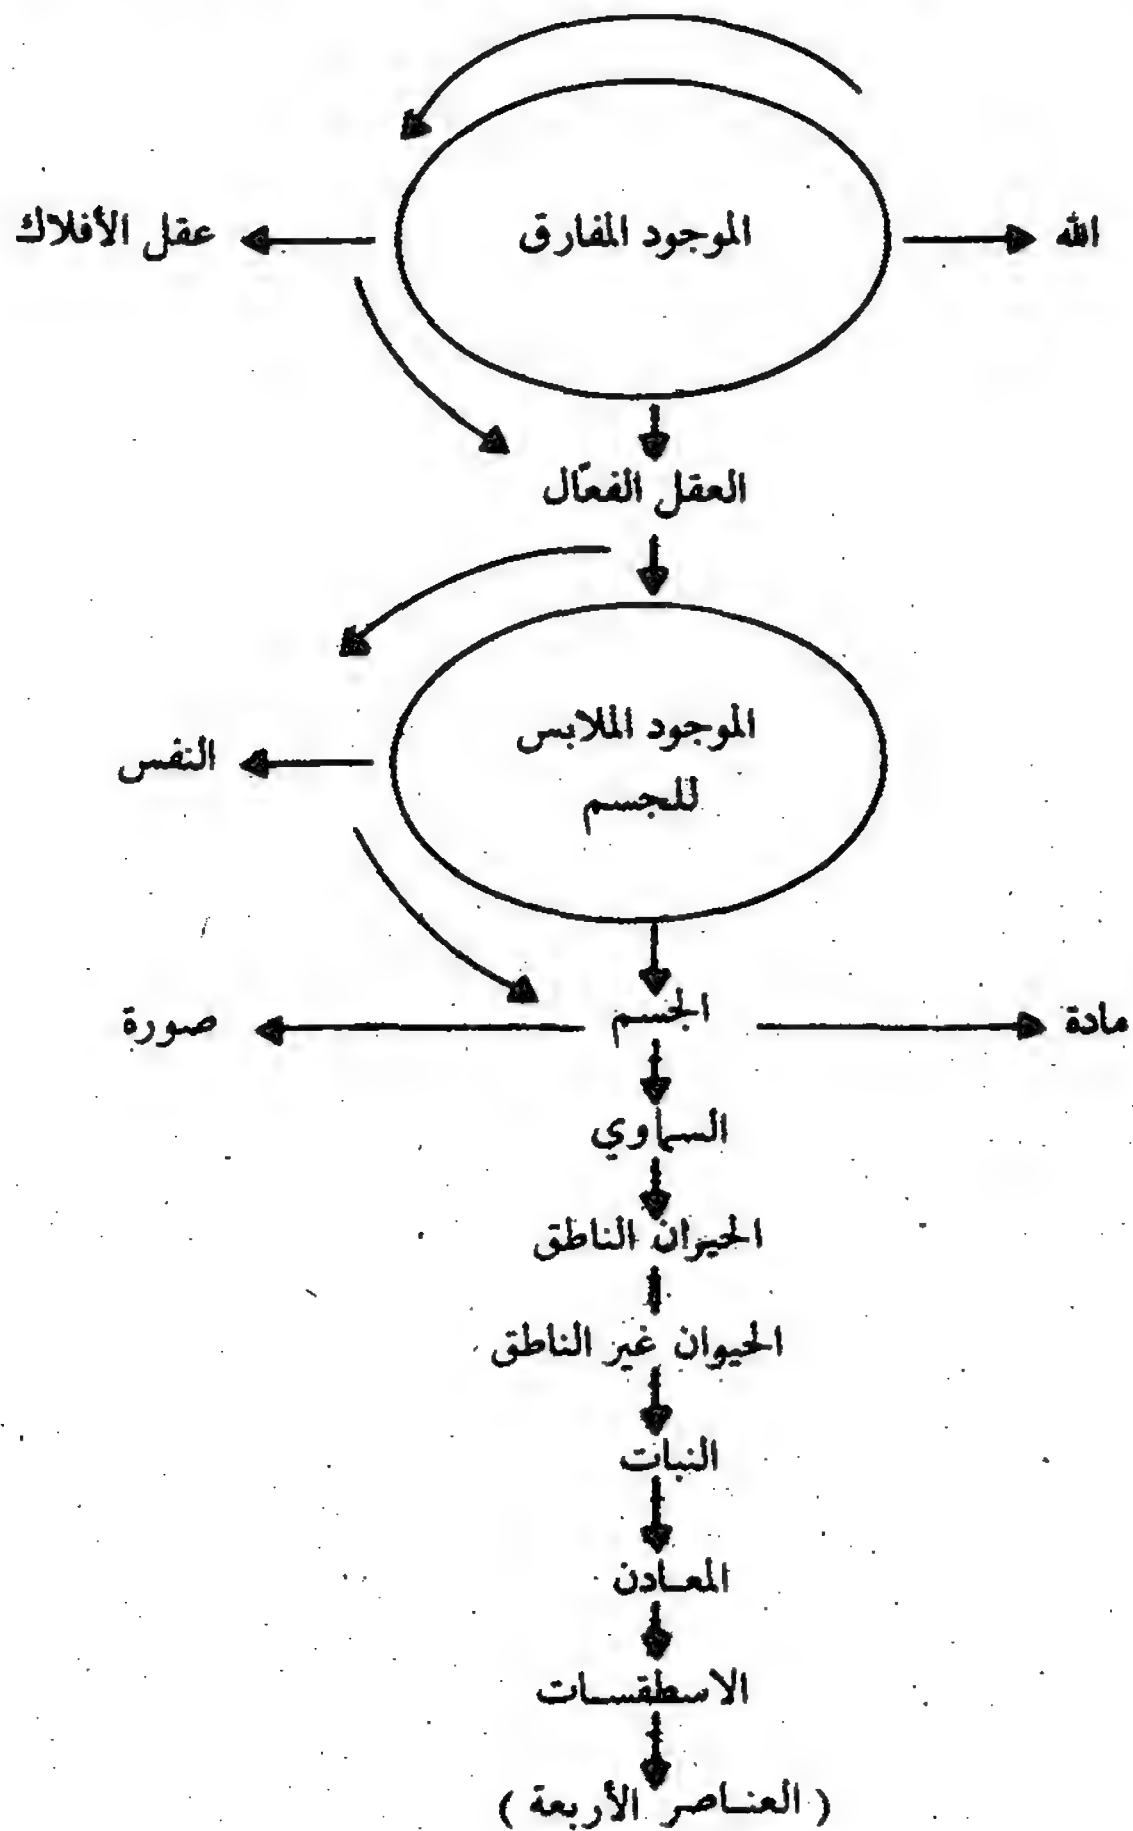 الله
الموجود المفارق
عقل الأفلاك
العقل الفعّال
الموجود الملابس
للجسم
النفس
مادة
الجسم
صورة
السماوي
الحيران الناطق
الحيوان غير الناطق
النبات
المعادن
الاسطقسات
( العناصر الأربعة )